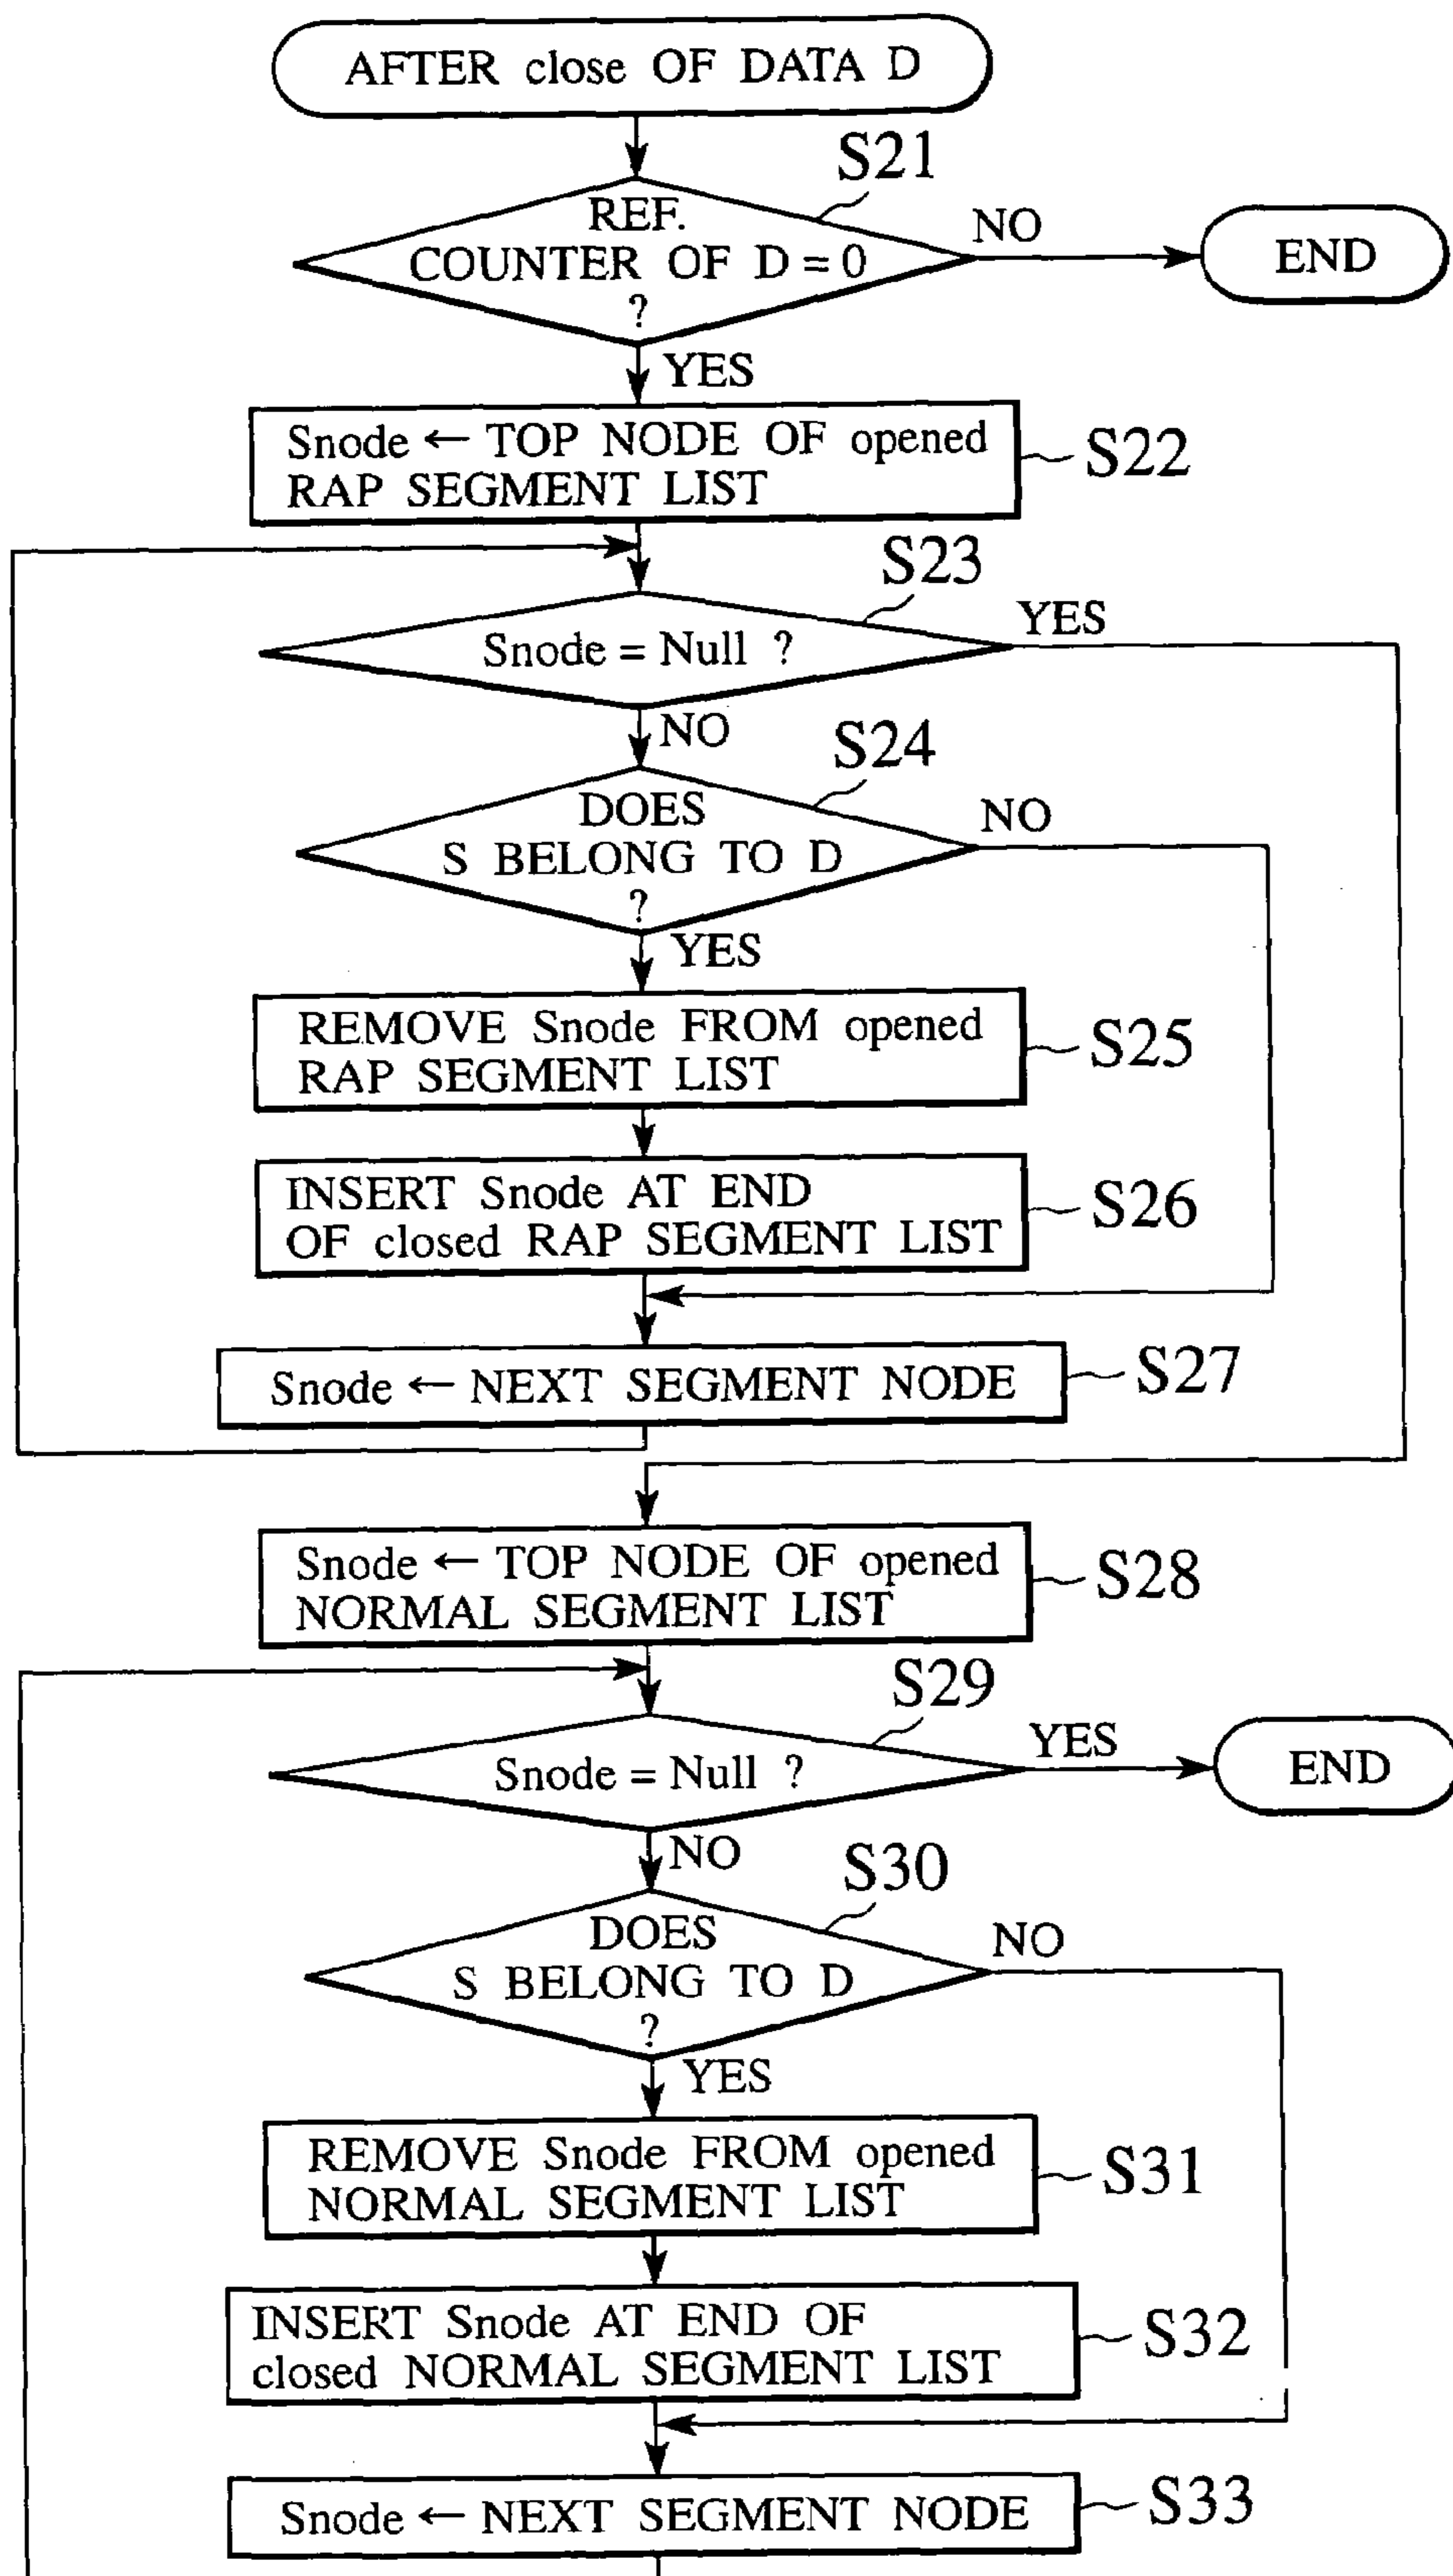 AFTER close OF DATA D
S21
REF.
COUNTER OF D = 0
?
NO
END
YES
Snode ← TOP NODE OF opened
RAP SEGMENT LIST
S22
S23
Snode = Null ?
YES
NO
S24
DOES
S BELONG TO D
?
NO
YES
REMOVE Snode FROM opened
RAP SEGMENT LIST
S25
INSERT Snode AT END
OF closed RAP SEGMENT LIST
S26
Snode ← NEXT SEGMENT NODE
S27
Snode ← TOP NODE OF opened
NORMAL SEGMENT LIST
S28
S29
Snode = Null ?
YES
END
NO
S30
DOES
S BELONG TO D
?
NO
YES
REMOVE Snode FROM opened
NORMAL SEGMENT LIST
S31
INSERT Snode AT END OF
closed NORMAL SEGMENT LIST
S32
Snode ← NEXT SEGMENT NODE
S33